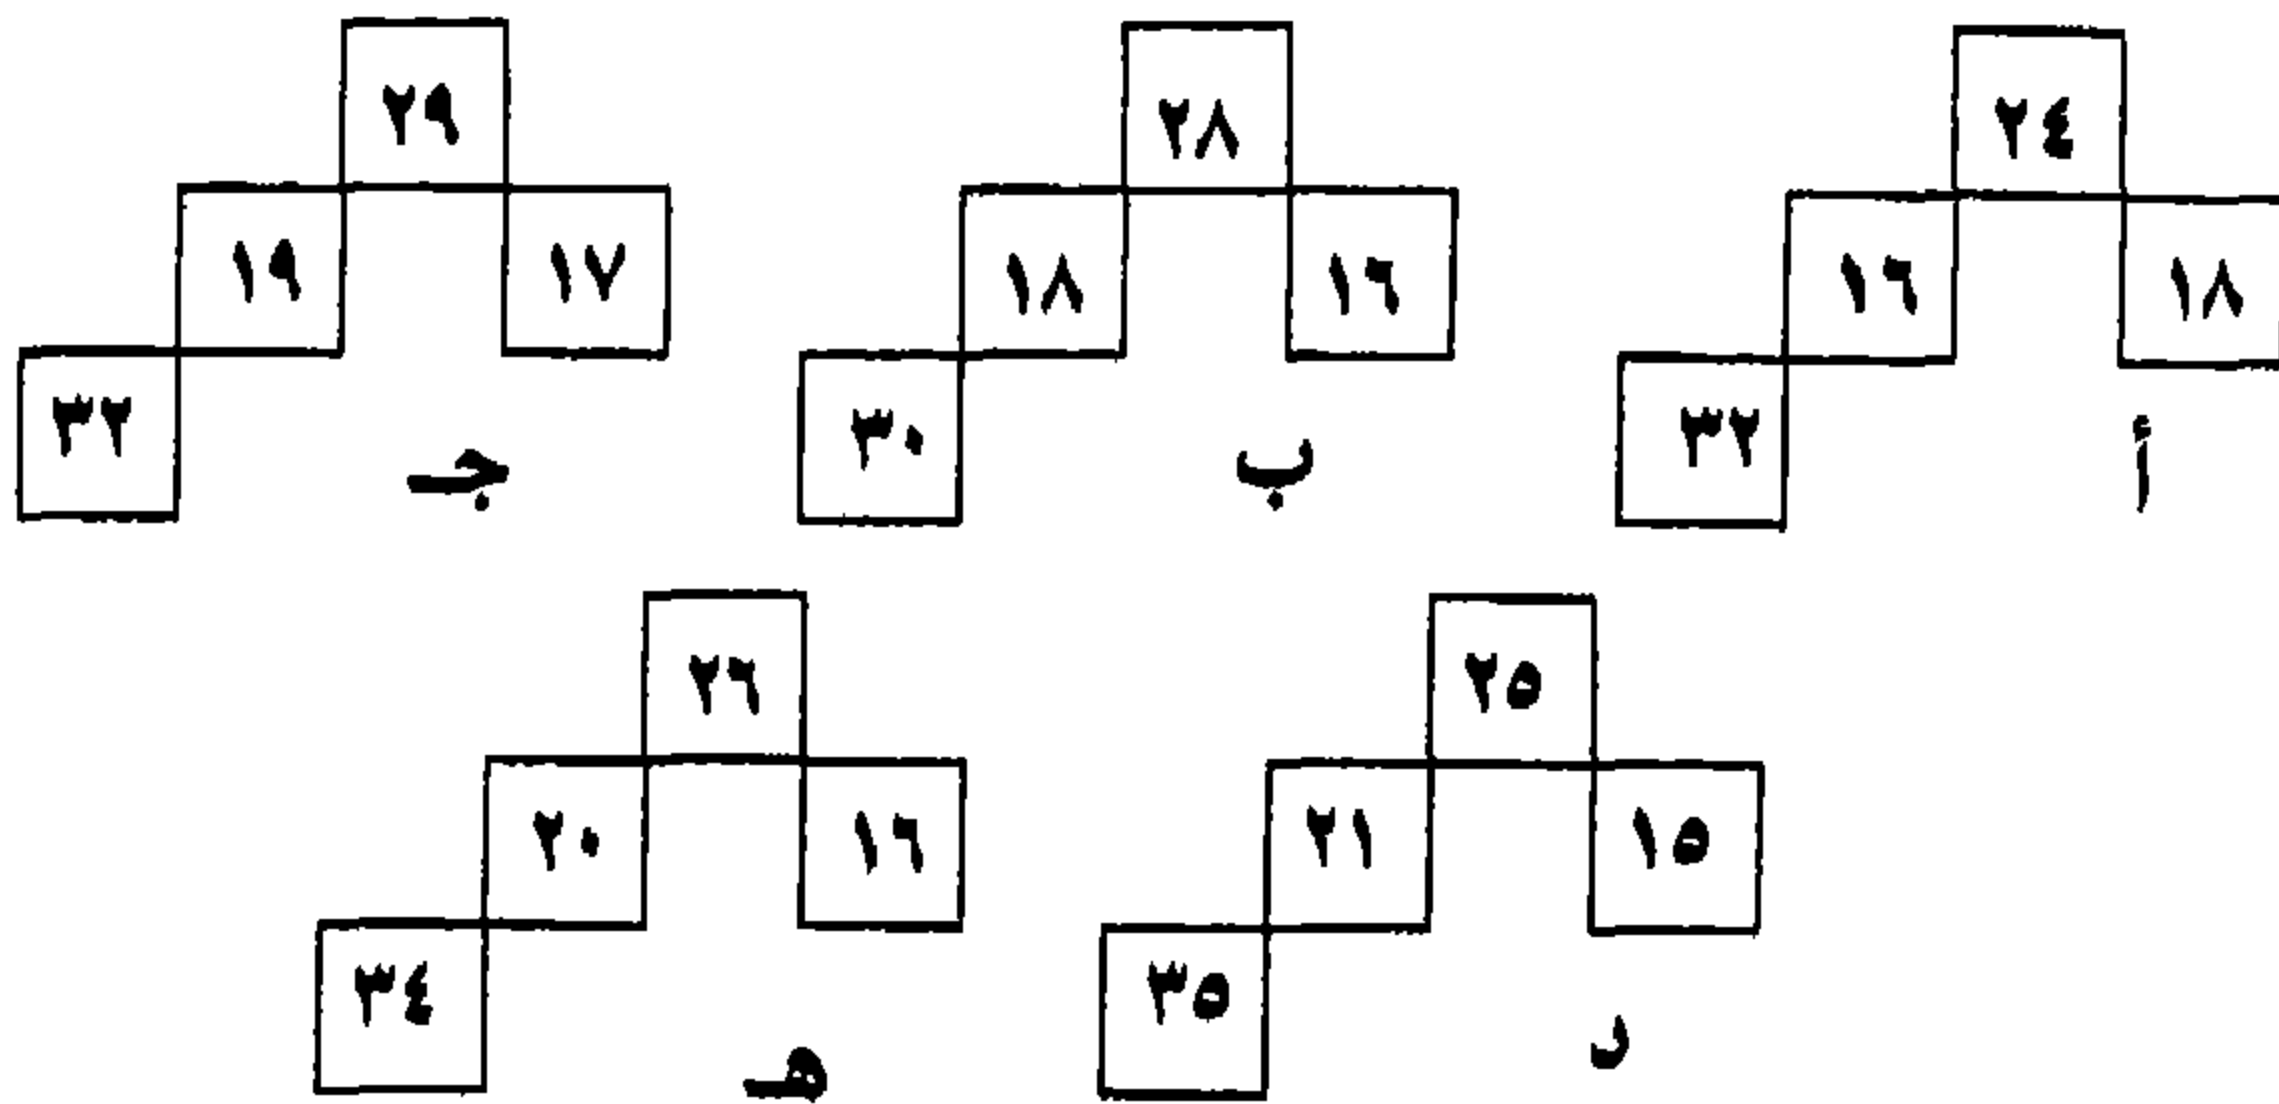 ٢٤ ٢٨ ٢٩
١٨ ١٦ ١٦ ١٨ ١٧ ١٩
٣٢ ٣٠ ٣٢
أ ب جـ
٢٥ ٢٦
١٥ ٢١ ١٦ ٢٠
٣٥ ٣٤
د هـ